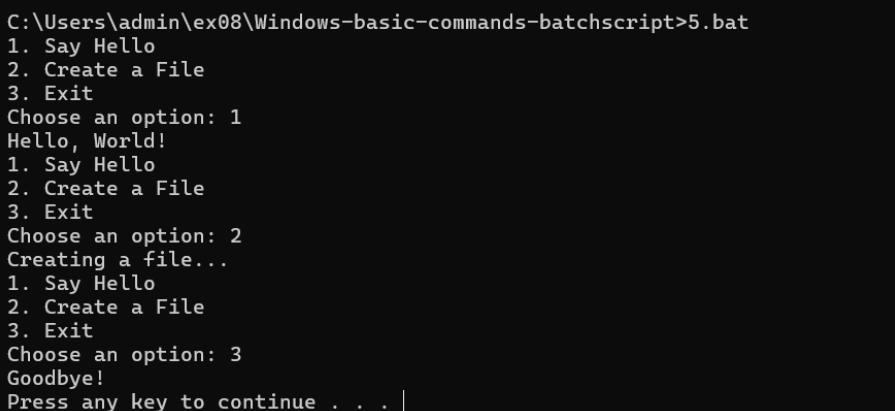 C:\Users\admin\ex08\Windows-basic-commands-batchscript>5.bat
1. Say Hello
2. Create a File
3. Exit
Choose an option: 1
Hello, World!
1. Say Hello
2. Create a File
3. Exit
Choose an option: 2
Creating a file...
1. Say Hello
2. Create a File
3. Exit
Choose an option: 3
Goodbye!
Press any key to continue . . .